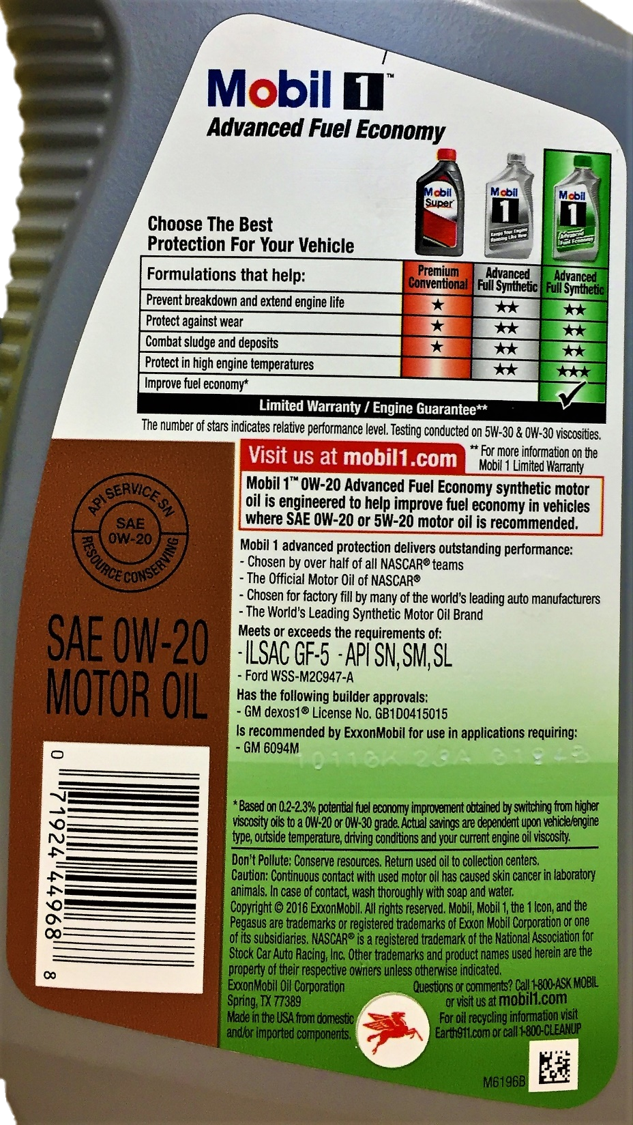 Mobil 1™
Advanced Fuel Economy
Mobil Super
Mobil 1
Keeps Your Engine Running Like New
Mobil 1
Advanced Fuel Economy
Choose The Best
Protection For Your Vehicle
Formulations that help: Premium Conventional Advanced Full Synthetic Advanced Full Synthetic
Prevent breakdown and extend engine life ★ ★★ ★★
Protect against wear ★ ★★ ★★
Combat sludge and deposits ★ ★★ ★★
Protect in high engine temperatures ★★ ★★★
Improve fuel economy* ✓
Limited Warranty / Engine Guarantee**
The number of stars indicates relative performance level. Testing conducted on 5W-30 & 0W-30 viscosities.
Visit us at mobil1.com
** For more information on the
Mobil 1 Limited Warranty
Mobil 1™ 0W-20 Advanced Fuel Economy synthetic motor
oil is engineered to help improve fuel economy in vehicles
where SAE 0W-20 or 5W-20 motor oil is recommended.
API SERVICE SN
SAE
0W-20
RESOURCE CONSERVING
SAE 0W-20
MOTOR OIL
Mobil 1 advanced protection delivers outstanding performance:
- Chosen by over half of all NASCAR® teams
- The Official Motor Oil of NASCAR®
- Chosen for factory fill by many of the world's leading auto manufacturers
- The World's Leading Synthetic Motor Oil Brand
Meets or exceeds the requirements of:
- ILSAC GF-5 - API SN, SM, SL
- Ford WSS-M2C947-A
Has the following builder approvals:
- GM dexos1® License No. GB1D0415015
Is recommended by ExxonMobil for use in applications requiring:
- GM 6094M
* Based on 0.2-2.3% potential fuel economy improvement obtained by switching from higher
viscosity oils to a 0W-20 or 0W-30 grade. Actual savings are dependent upon vehicle/engine
type, outside temperature, driving conditions and your current engine oil viscosity.
Don't Pollute: Conserve resources. Return used oil to collection centers.
Caution: Continuous contact with used motor oil has caused skin cancer in laboratory
animals. In case of contact, wash thoroughly with soap and water.
Copyright © 2016 ExxonMobil. All rights reserved. Mobil, Mobil 1, the 1 Icon, and the
Pegasus are trademarks or registered trademarks of Exxon Mobil Corporation or one
of its subsidiaries. NASCAR® is a registered trademark of the National Association for
Stock Car Auto Racing, Inc. Other trademarks and product names used herein are the
property of their respective owners unless otherwise indicated.
ExxonMobil Oil Corporation
Spring, TX 77389
Made in the USA from domestic
and/or imported components.
Questions or comments? Call 1-800-ASK MOBIL
or visit us at mobil1.com
For oil recycling information visit
Earth911.com or call 1-800-CLEANUP
M6196B
0 71924 44968 8